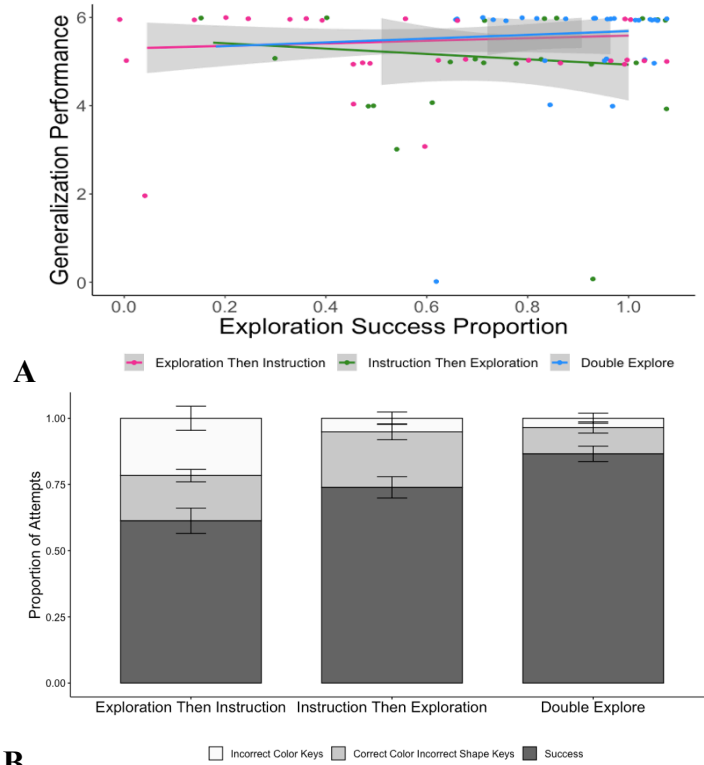 Generalization Performance
6
4
2
0
0.0 0.2 0.4 0.6 0.8 1.0
Exploration Success Proportion
Exploration Then Instruction Instruction Then Exploration Double Explore
A
Proportion of Attempts
1.00
0.75
0.50
0.25
0.00
Exploration Then Instruction Instruction Then Exploration Double Explore
Incorrect Color Keys Correct Color Incorrect Shape Keys Success
B